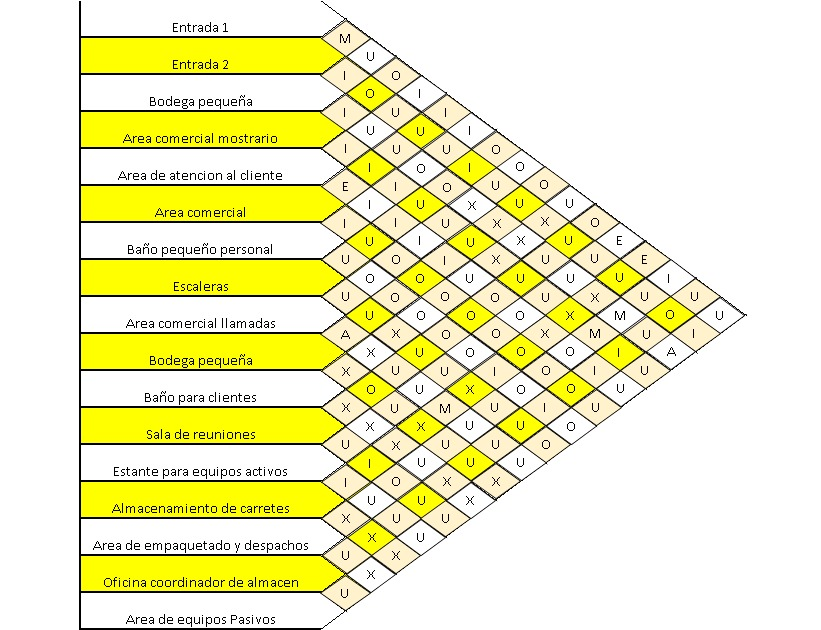 Entrada 1
M
U
Entrada 2
I O
O I
Bodega pequeña
I U I
U U I
Area comercial mostrario
I U U O
I O I O
Area de atencion al cliente
E I O U O
I U X U U
Area comercial
I I U X X O
U I U X U E
Baño pequeño personal
U O I X U U E
O O U U U U I
Escaleras
U O O O U X U U
U O O O X M O U
Area comercial llamadas
A X O O X M U I
X U O O O I A
Bodega pequeña
X U U I O I U
O U X O O U
Baño para clientes
X U M U I U
X X U U O
Sala de reuniones
U X U U O
I U U U
Estante para equipos activos
I O X X
U U X
Almacenamiento de carretes
X U U
X U
Area de empaquetado y despachos
U X
X
Oficina coordinador de almacen
U
Area de equipos Pasivos